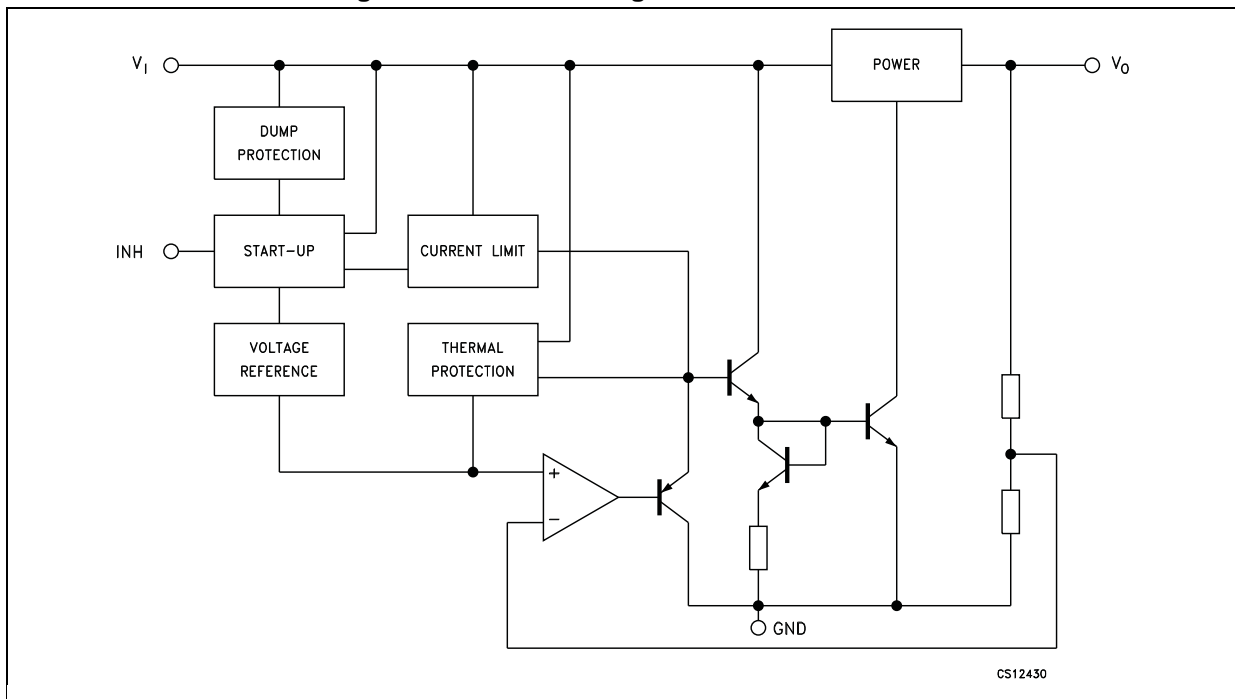 V_I
POWER
V_O
DUMP
PROTECTION
INH
START-UP
CURRENT LIMIT
VOLTAGE
REFERENCE
THERMAL
PROTECTION
+
−
GND
CS12430